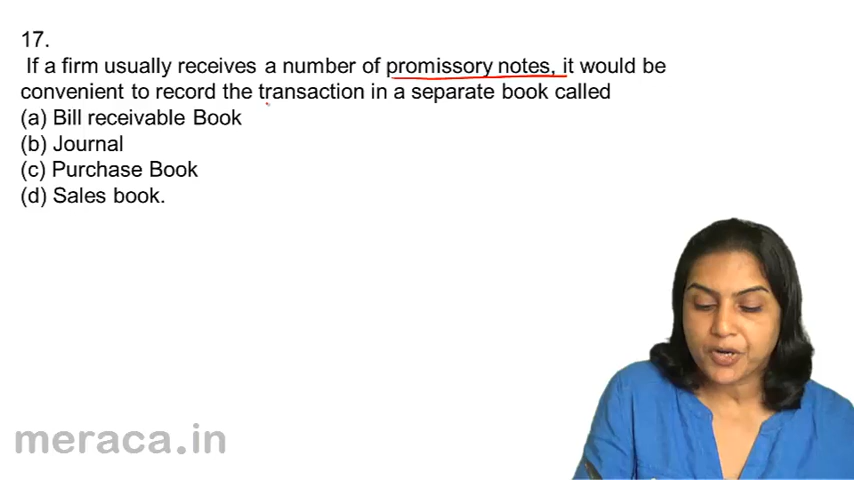 17.
If a firm usually receives a number of promissory notes, it would be
convenient to record the transaction in a separate book called
(a) Bill receivable Book
(b) Journal
(c) Purchase Book
(d) Sales book.
meraca.in